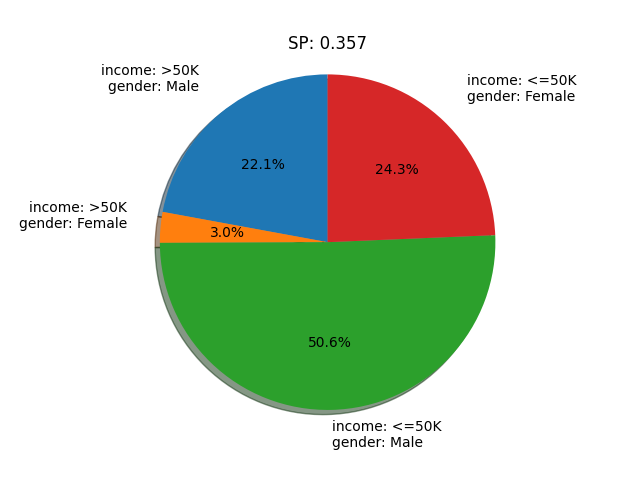 SP: 0.357
income: >50K
gender: Male
income: <=50K
gender: Female
22.1%
24.3%
income: >50K
gender: Female
3.0%
50.6%
income: <=50K
gender: Male